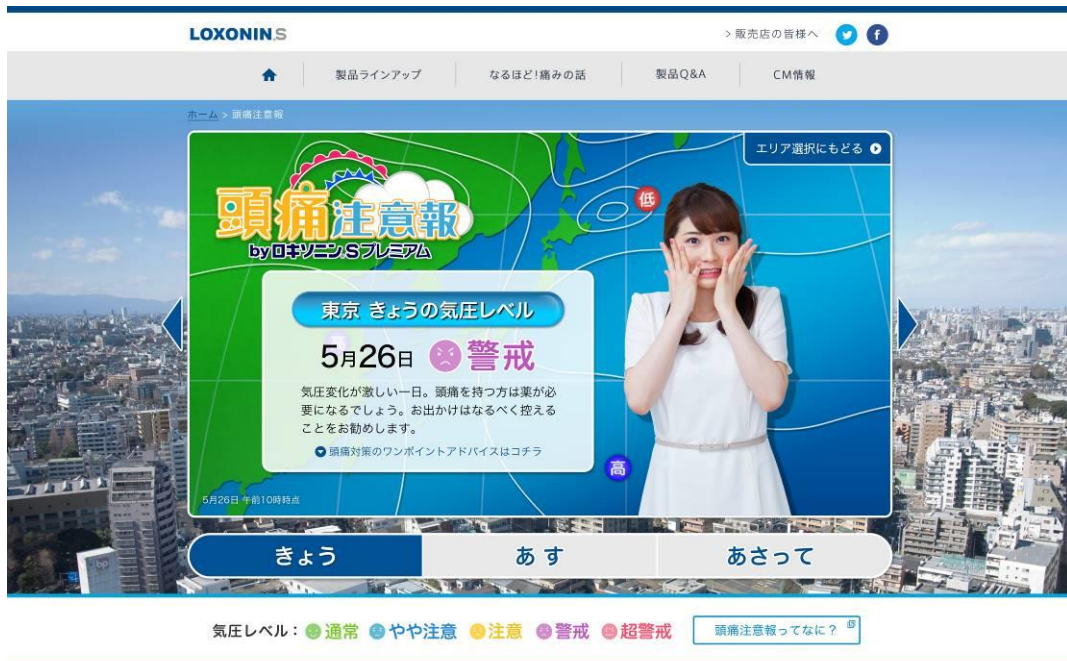 LOXONIN S
> 販売店の皆様へ
製品ラインアップ
なるほど!痛みの話
製品Q&A
CM情報
ホーム > 頭痛注意報
エリア選択にもどる
低
頭痛注意報
byロキソニンSプレミアム
東京 きょうの気圧レベル
5月26日 警戒
気圧変化が激しい一日。頭痛を持つ方は薬が必
要になるでしょう。お出かけはなるべく控える
ことをお勧めします。
頭痛対策のワンポイントアドバイスはコチラ
高
5月26日 午前10時時点
きょう
あす
あさって
気圧レベル: 通常 やや注意 注意 警戒 超警戒
頭痛注意報ってなに?